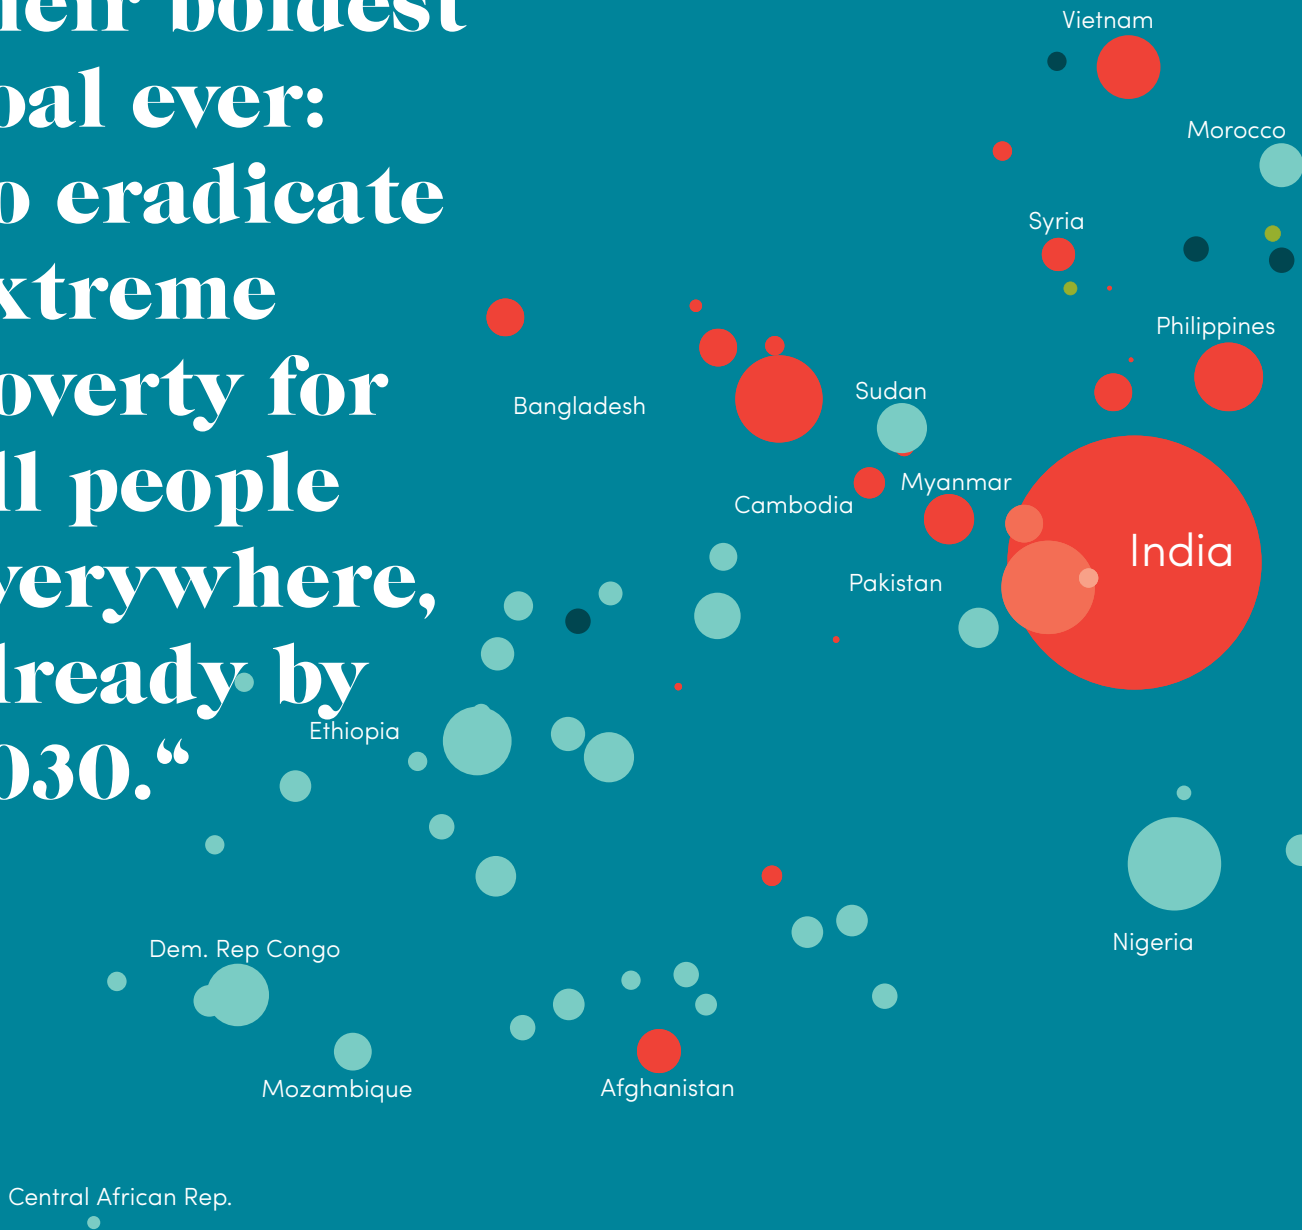 heir boldest
oal ever:
o eradicate
xtreme
overty for
ll people
verywhere,
lready by
030.“
Vietnam
Morocco
Syria
Philippines
Bangladesh
Sudan
Myanmar
Cambodia
India
Pakistan
Ethiopia
Nigeria
Dem. Rep Congo
Mozambique
Afghanistan
Central African Rep.